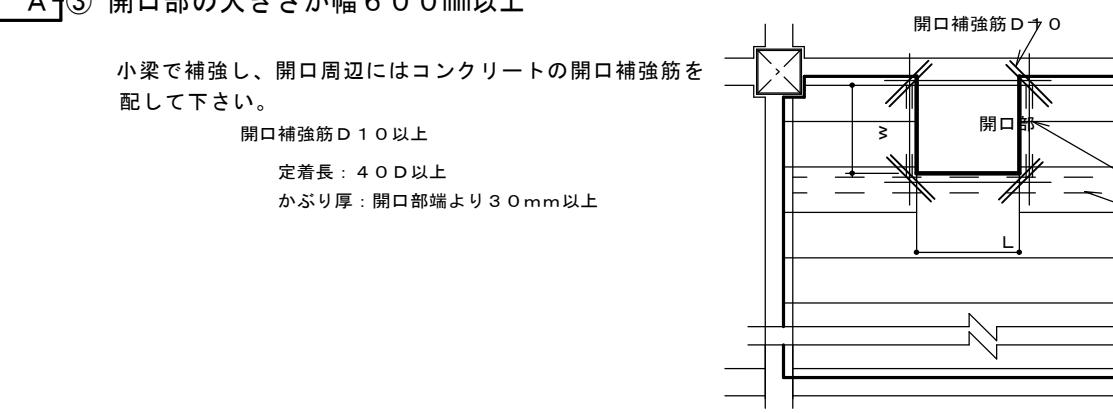 A-③ 開口部の大きさが幅600㎜以上
小梁で補強し、開口周辺にはコンクリートの開口補強筋を
配して下さい。
開口補強筋D10以上
定着長:40D以上
かぶり厚:開口部端より30mm以上
開口補強筋D10
開口部
W
L